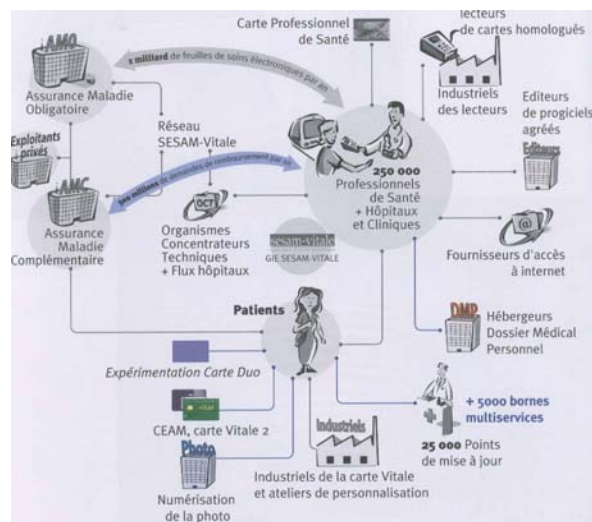 AMO
Assurance Maladie
Obligatoire
1 milliard de feuilles de soins électroniques par an
Carte Professionnel
de Santé
lecteurs
de cartes homologués
Industriels
des lecteurs
Editeurs
de progiciels
agréés
Editeurs
Exploitants
privés
Réseau
SESAM-Vitale
500 millions de demandes de remboursement par an
AMC
Assurance
Maladie
Complémentaire
OCT
Organismes
Concentrateurs
Techniques
+ Flux hôpitaux
250 000
Professionnels
de Santé
+ Hôpitaux
et Cliniques
sesam-vitale
GIE SESAM-VITALE
@
Fournisseurs d'accès
à internet
Patients
DMP
Hébergeurs
Dossier Médical
Personnel
Expérimentation Carte Duo
+ 5000 bornes
multiservices
25 000 Points
de mise à jour
CEAM, carte Vitale 2
Photo
Numérisation
de la photo
Industriels
Industriels de la carte Vitale
et ateliers de personnalisation